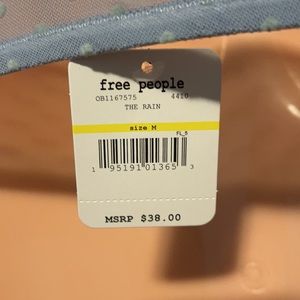 free people
OB1167575 4410
THE RAIN
size M
FL_5
1 95191 01365 3
MSRP $38.00